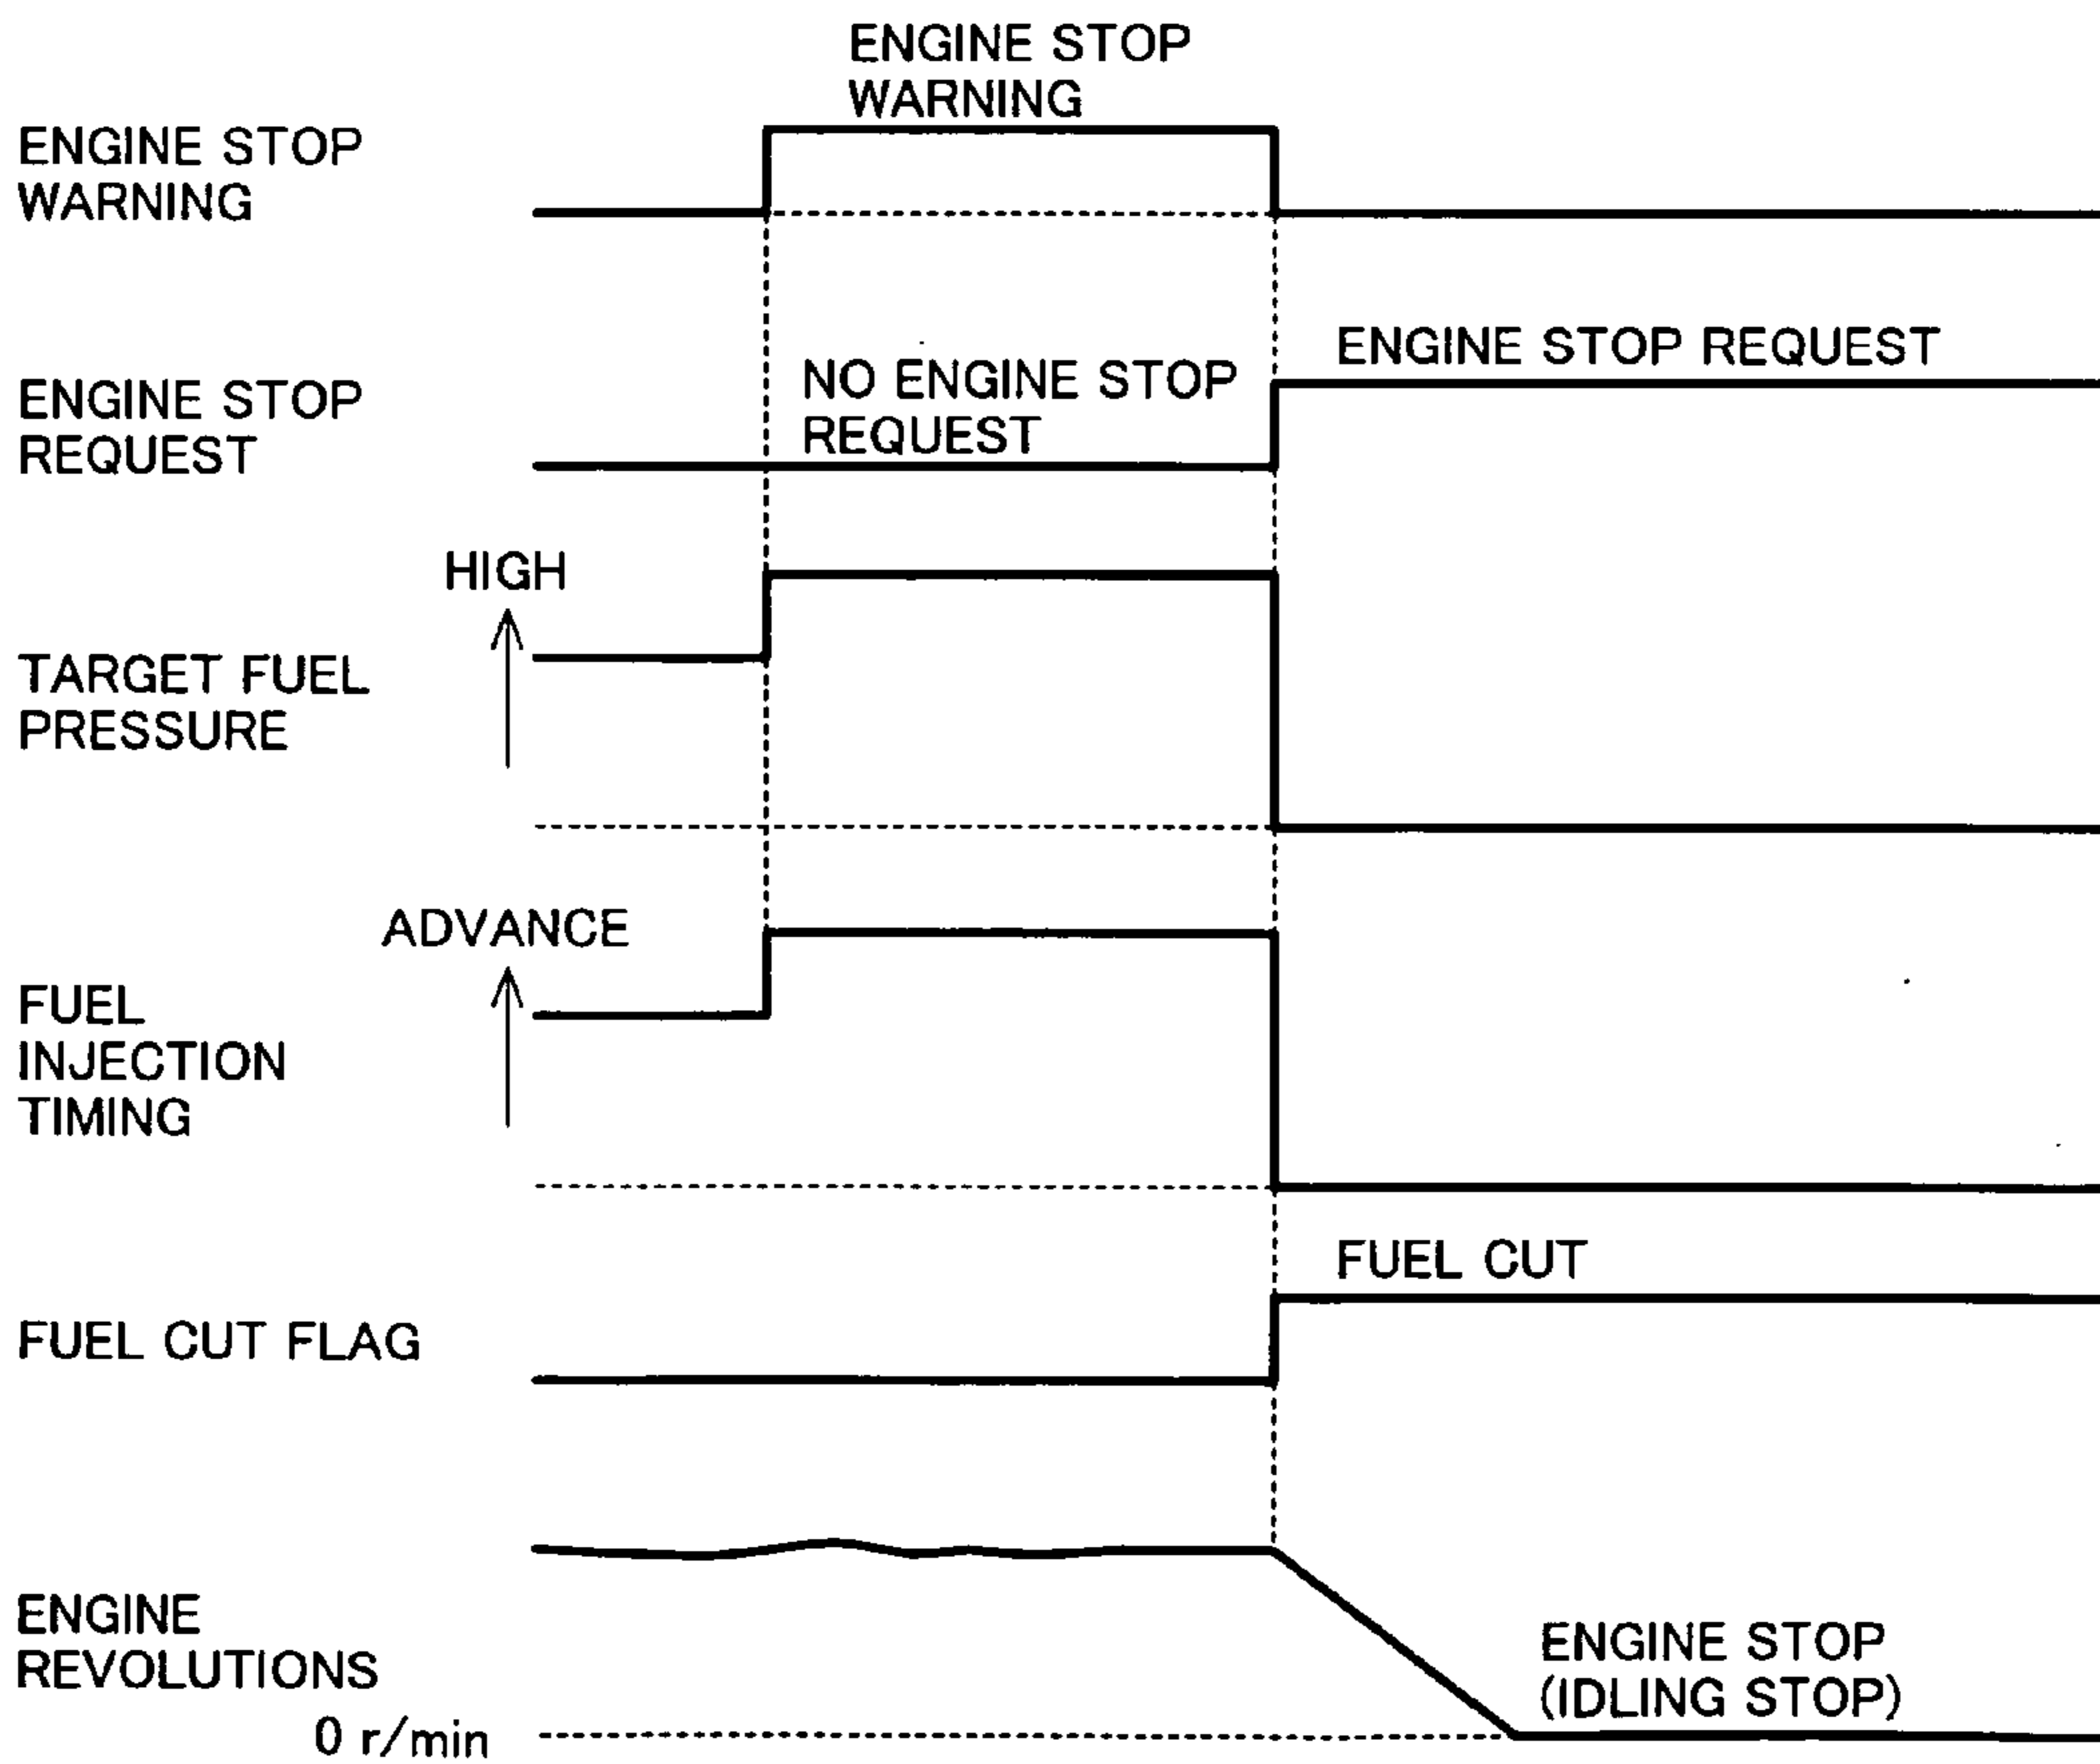 ENGINE STOP
WARNING
ENGINE STOP
WARNING
ENGINE STOP REQUEST
NO ENGINE STOP
REQUEST
ENGINE STOP
REQUEST
HIGH
TARGET FUEL
PRESSURE
ADVANCE
FUEL
INJECTION
TIMING
FUEL CUT
FUEL CUT FLAG
ENGINE
REVOLUTIONS
ENGINE STOP
(IDLING STOP)
0 r/min